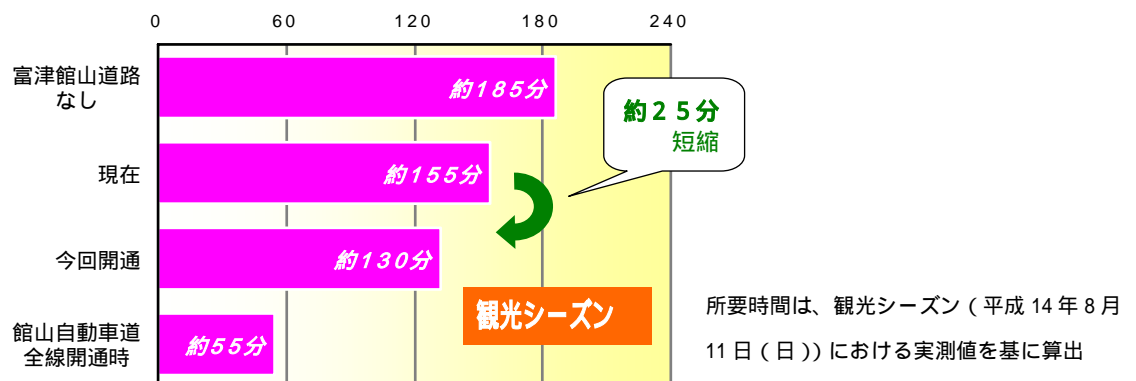 0 60 120 180 240
富津館山道路
なし
約185分
約25分
短縮
現在
約155分
今回開通
約130分
観光シーズン
館山自動車道
全線開通時
約55分
所要時間は、観光シーズン（平成 14 年 8 月
11 日（日））における実測値を基に算出